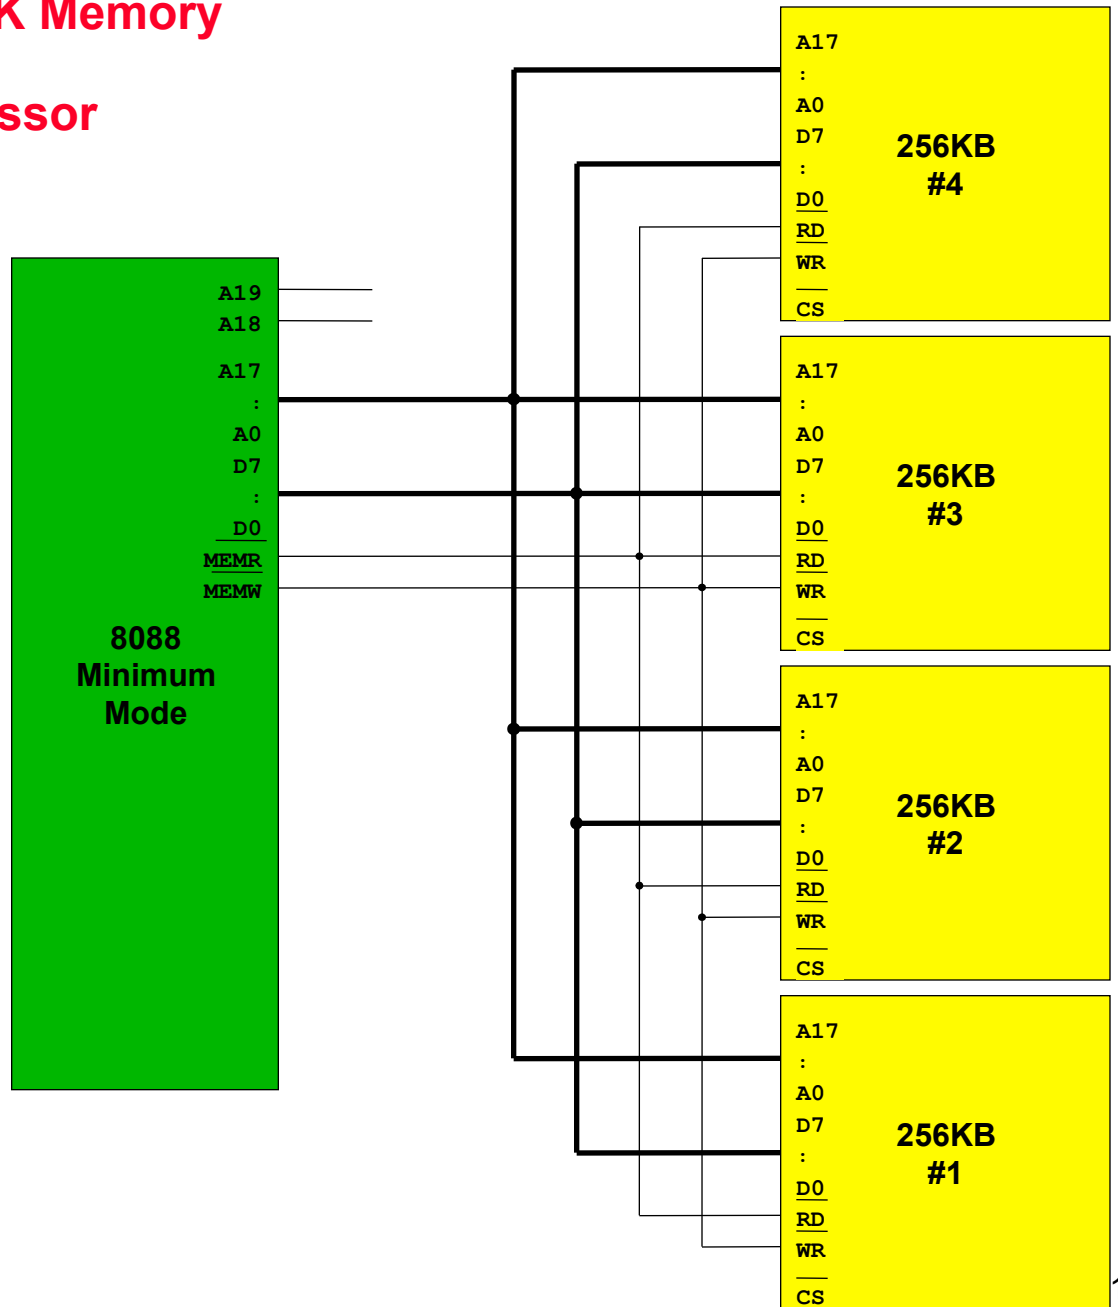 K Memory
ssor
A19
A18
A17
:
A0
D7
:
D0
MEMR
MEMW
8088
Minimum
Mode
A17
:
A0
D7
:
D0
RD
WR
CS
256KB
#4
A17
:
A0
D7
:
D0
RD
WR
CS
256KB
#3
A17
:
A0
D7
:
D0
RD
WR
CS
256KB
#2
A17
:
A0
D7
:
D0
RD
WR
CS
256KB
#1